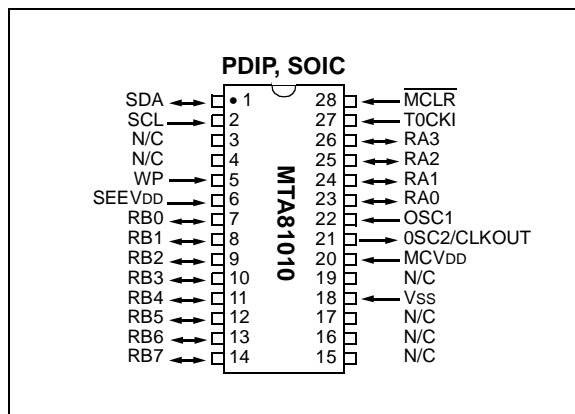 PDIP, SOIC
SDA • 1 28 MCLR
SCL 2 27 T0CKI
N/C 3 26 RA3
N/C 4 25 RA2
WP 5 24 RA1
SEEVDD 6 23 RA0
RB0 7 22 OSC1
RB1 8 21 0SC2/CLKOUT
RB2 9 20 MCVDD
RB3 10 19 N/C
RB4 11 18 VSS
RB5 12 17 N/C
RB6 13 16 N/C
RB7 14 15 N/C
MTA81010